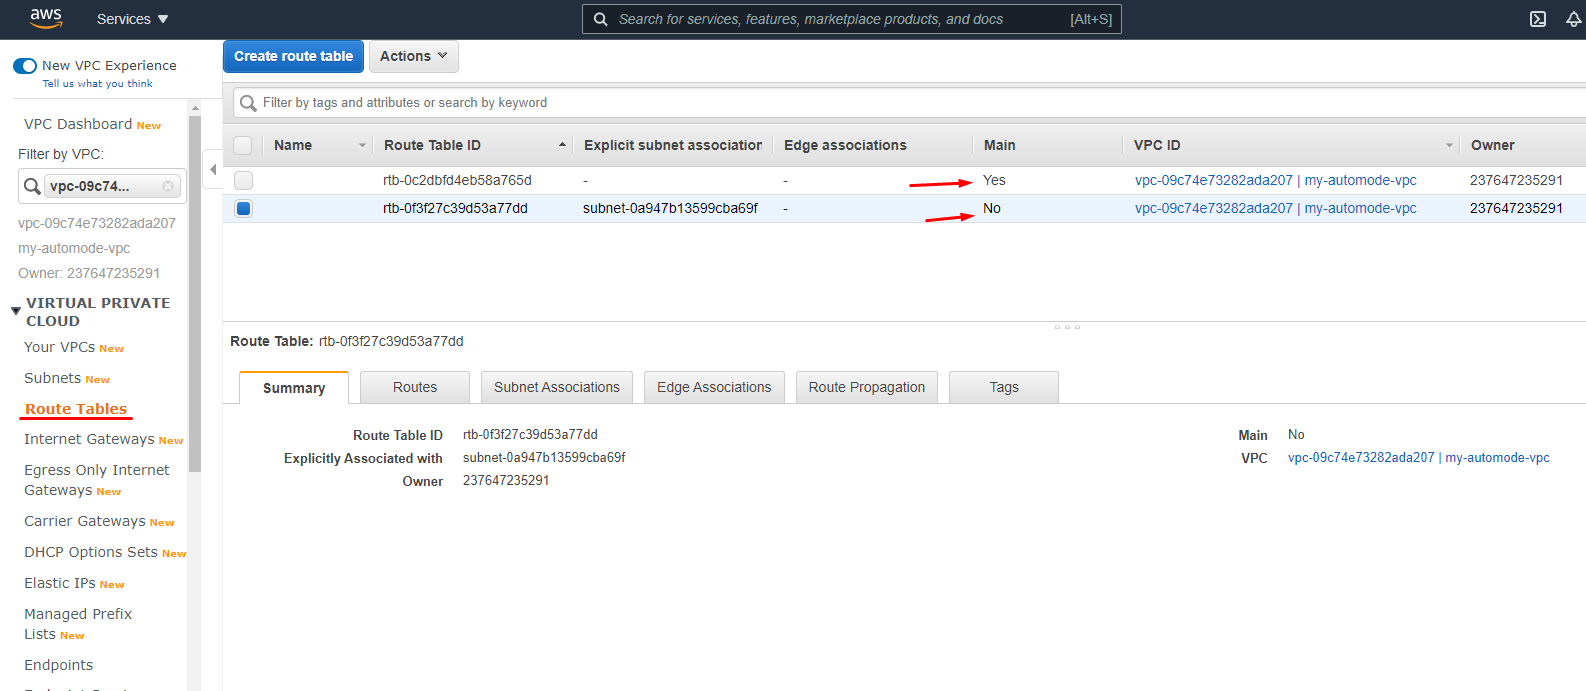 aws Services Search for services, features, marketplace products, and docs [Alt+S]
New VPC Experience
Tell us what you think
VPC Dashboard New
Filter by VPC:
vpc-09c74...
vpc-09c74e73282ada207
my-automode-vpc
Owner: 237647235291
VIRTUAL PRIVATE
CLOUD
Your VPCs New
Subnets New
Route Tables
Internet Gateways New
Egress Only Internet
Gateways New
Carrier Gateways New
DHCP Options Sets New
Elastic IPs New
Managed Prefix
Lists New
Endpoints
Create route table Actions
Filter by tags and attributes or search by keyword
Name Route Table ID Explicit subnet association Edge associations Main VPC ID Owner
rtb-0c2dbfd4eb58a765d - - Yes vpc-09c74e73282ada207 | my-automode-vpc 237647235291
rtb-0f3f27c39d53a77dd subnet-0a947b13599cba69f - No vpc-09c74e73282ada207 | my-automode-vpc 237647235291
Route Table: rtb-0f3f27c39d53a77dd
Summary Routes Subnet Associations Edge Associations Route Propagation Tags
Route Table ID rtb-0f3f27c39d53a77dd Main No
Explicitly Associated with subnet-0a947b13599cba69f VPC vpc-09c74e73282ada207 | my-automode-vpc
Owner 237647235291